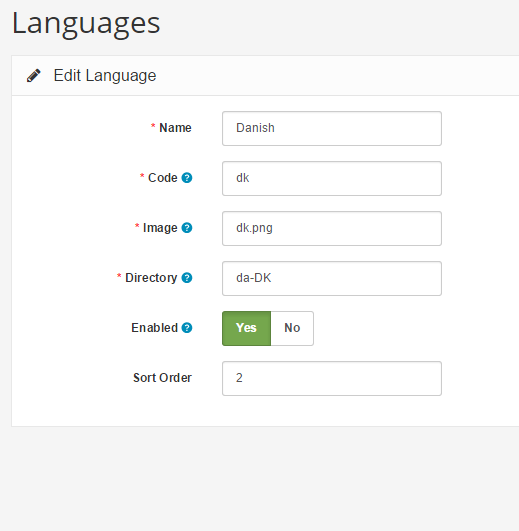 Languages
Edit Language
* Name Danish
* Code ? dk
* Image ? dk.png
* Directory ? da-DK
Enabled ? Yes No
Sort Order 2